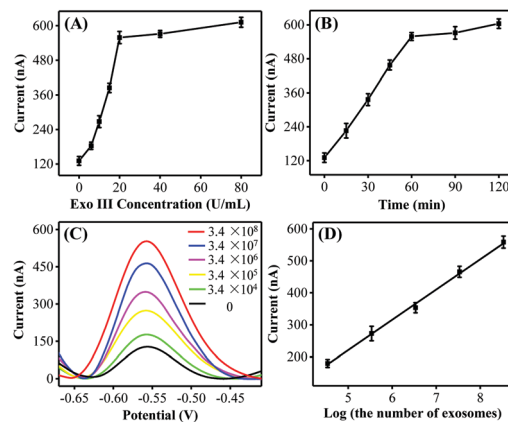 (A)
600
480
360
240
120
Current (nA)
0 20 40 60 80
Exo III Concentration (U/mL)
(B)
600
480
360
240
120
Current (nA)
0 30 60 90 120
Time (min)
(C)
600
450
300
150
0
Current (nA)
3.4 ×10⁸
3.4 ×10⁷
3.4 ×10⁶
3.4 ×10⁵
3.4 ×10⁴
0
-0.65 -0.60 -0.55 -0.50 -0.45
Potential (V)
(D)
600
500
400
300
200
Current (nA)
5 6 7 8
Log (the number of exosomes)